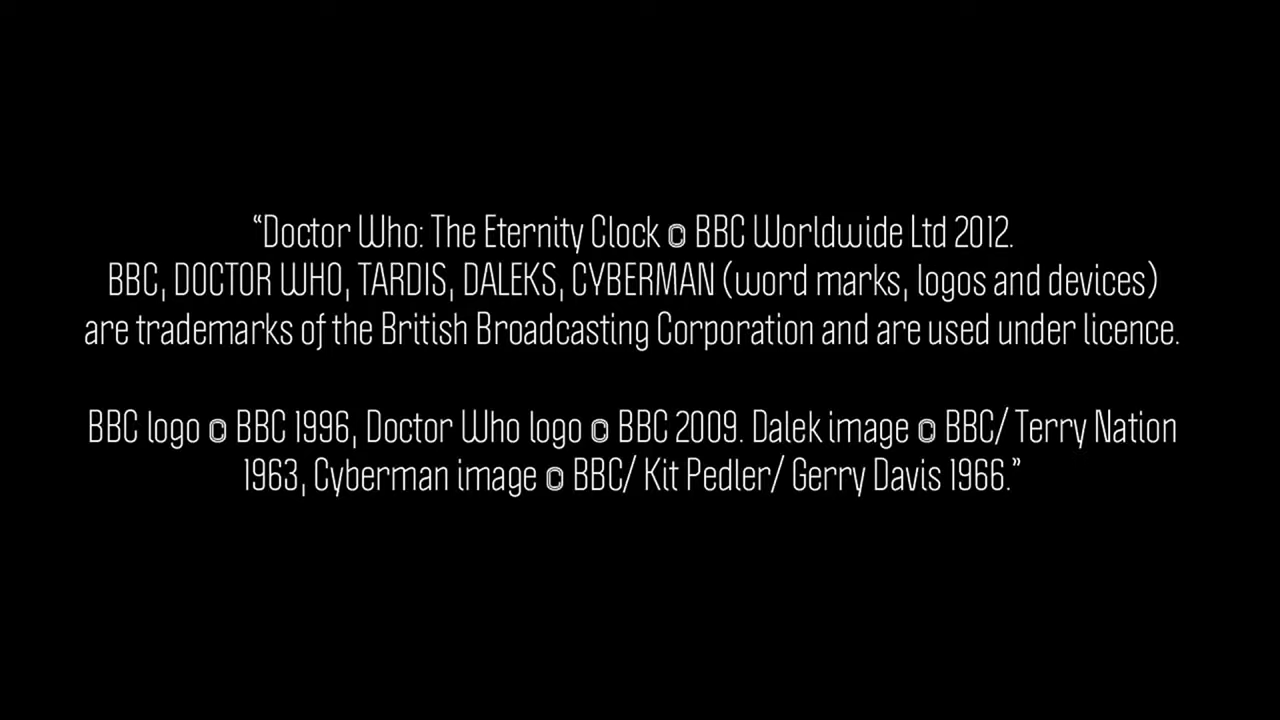 “Doctor Who: The Eternity Clock © BBC Worldwide Ltd 2012.
BBC, DOCTOR WHO, TARDIS, DALEKS, CYBERMAN (word marks, logos and devices)
are trademarks of the British Broadcasting Corporation and are used under licence.
BBC logo © BBC 1996, Doctor Who logo © BBC 2009. Dalek image © BBC/ Terry Nation
1963, Cyberman image © BBC/ Kit Pedler/ Gerry Davis 1966.”